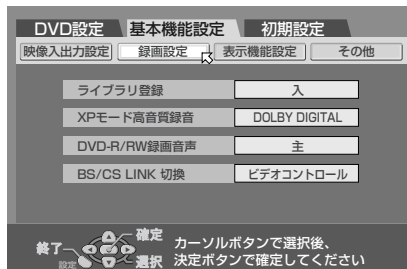 DVD設定 基本機能設定 初期設定
映像入出力設定 録画設定 表示機能設定 その他
ライブラリ登録 入
XPモード高音質録音 DOLBY DIGITAL
DVD-R/RW録画音声 主
BS/CS LINK 切換 ビデオコントロール
確定
終了 カーソルボタンで選択後、
設定 選択 決定ボタンで確定してください